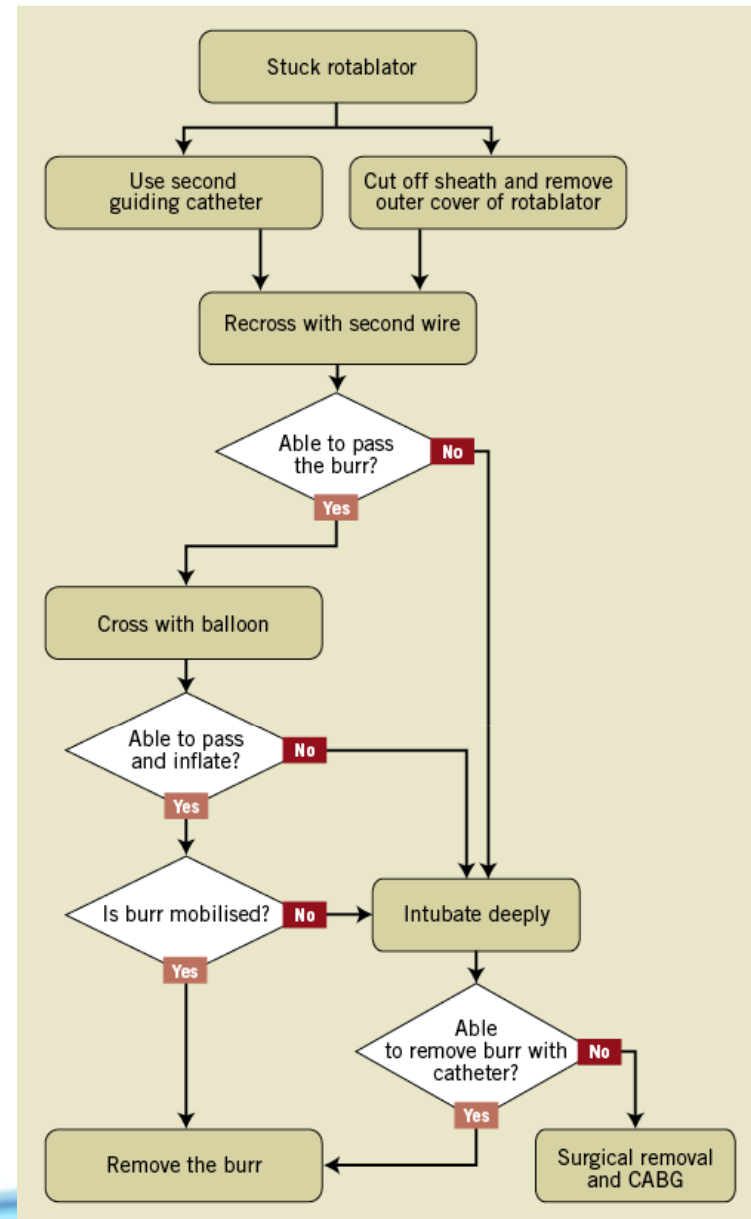 Stuck rotablator
Use second
guiding catheter
Cut off sheath and remove
outer cover of rotablator
Recross with second wire
Able to pass
the burr?
No
Yes
Cross with balloon
Able to pass
and inflate?
No
Yes
Is burr mobilised?
No
Intubate deeply
Yes
Able
to remove burr with
catheter?
No
Yes
Remove the burr
Surgical removal
and CABG